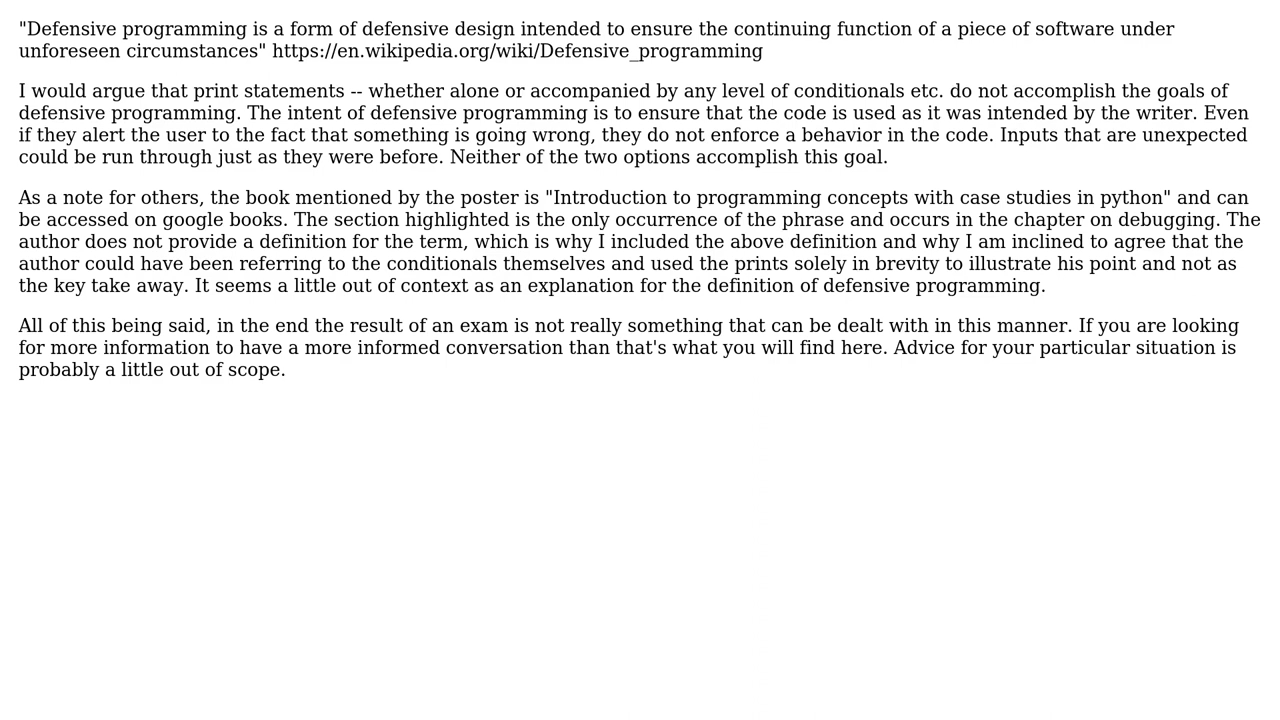 "Defensive programming is a form of defensive design intended to ensure the continuing function of a piece of software under
unforeseen circumstances" https://en.wikipedia.org/wiki/Defensive_programming
I would argue that print statements -- whether alone or accompanied by any level of conditionals etc. do not accomplish the goals of
defensive programming. The intent of defensive programming is to ensure that the code is used as it was intended by the writer. Even
if they alert the user to the fact that something is going wrong, they do not enforce a behavior in the code. Inputs that are unexpected
could be run through just as they were before. Neither of the two options accomplish this goal.
As a note for others, the book mentioned by the poster is "Introduction to programming concepts with case studies in python" and can
be accessed on google books. The section highlighted is the only occurrence of the phrase and occurs in the chapter on debugging. The
author does not provide a definition for the term, which is why I included the above definition and why I am inclined to agree that the
author could have been referring to the conditionals themselves and used the prints solely in brevity to illustrate his point and not as
the key take away. It seems a little out of context as an explanation for the definition of defensive programming.
All of this being said, in the end the result of an exam is not really something that can be dealt with in this manner. If you are looking
for more information to have a more informed conversation than that's what you will find here. Advice for your particular situation is
probably a little out of scope.